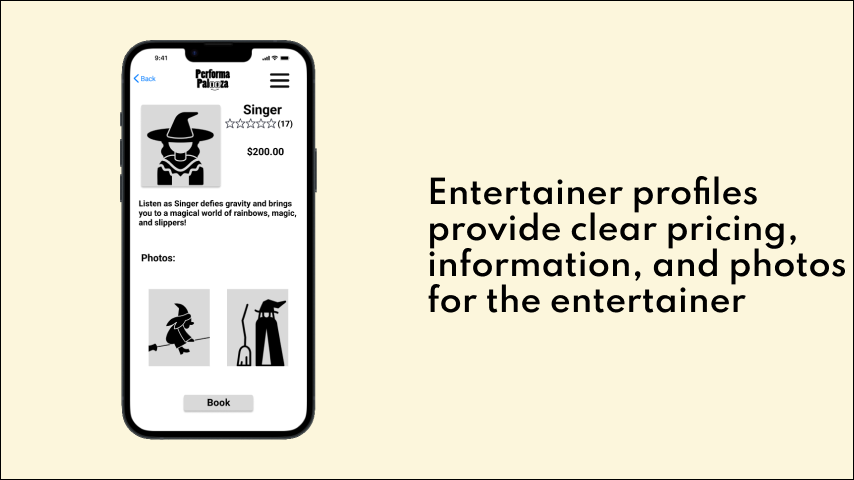 9:41
Back
Performa
Palooza
Singer
(17)
$200.00
Listen as Singer defies gravity and brings
you to a magical world of rainbows, magic,
and slippers!
Photos:
Book
Entertainer profiles
provide clear pricing,
information, and photos
for the entertainer